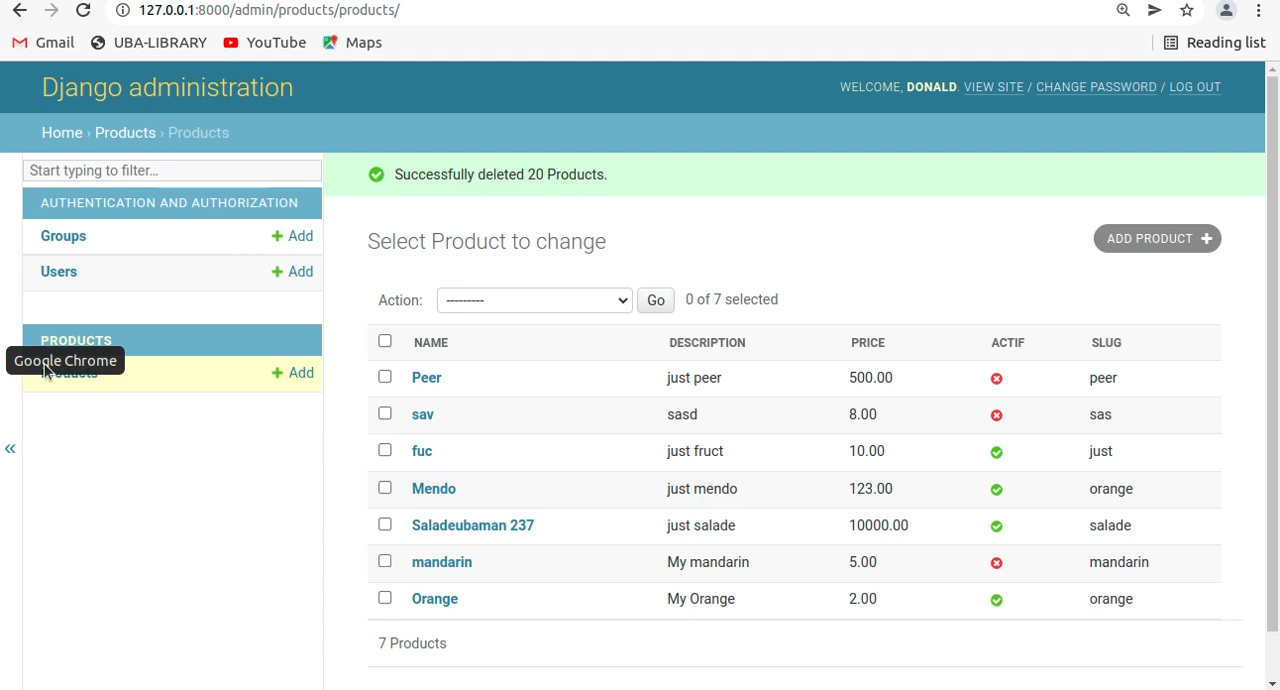 127.0.0.1:8000/admin/products/products/
Gmail UBA-LIBRARY YouTube Maps Reading list
Django administration WELCOME, DONALD. VIEW SITE / CHANGE PASSWORD / LOG OUT
Home › Products › Products
Start typing to filter...
AUTHENTICATION AND AUTHORIZATION
Groups + Add
Users + Add
PRODUCTS
Google Chrome
Products + Add
«
Successfully deleted 20 Products.
Select Product to change ADD PRODUCT +
Action: --------- Go 0 of 7 selected
NAME DESCRIPTION PRICE ACTIF SLUG
Peer just peer 500.00 peer
sav sasd 8.00 sas
fuc just fruct 10.00 just
Mendo just mendo 123.00 orange
Saladeubaman 237 just salade 10000.00 salade
mandarin My mandarin 5.00 mandarin
Orange My Orange 2.00 orange
7 Products